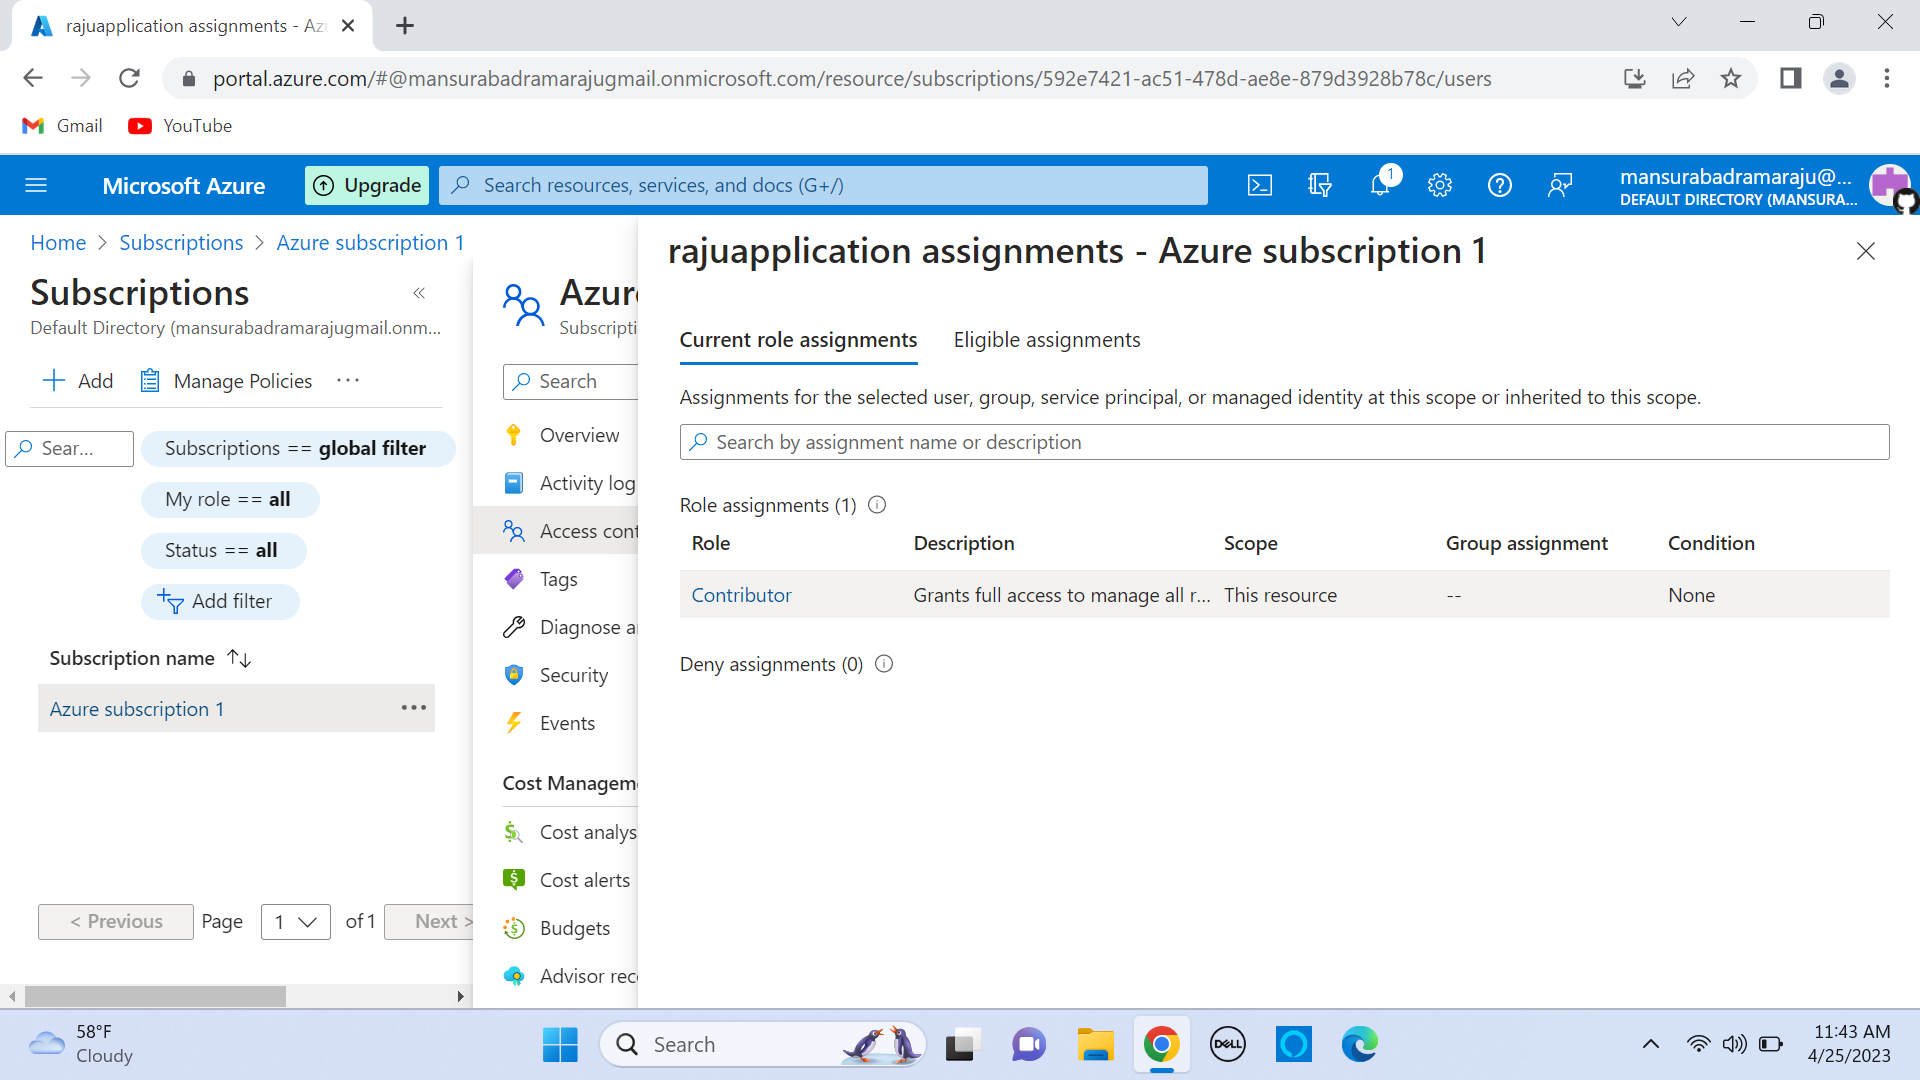 rajuapplication assignments - Az
portal.azure.com/#@mansurabadramarajugmail.onmicrosoft.com/resource/subscriptions/592e7421-ac51-478d-ae8e-879d3928b78c/users
Gmail
YouTube
Microsoft Azure
Upgrade
Search resources, services, and docs (G+/)
1
mansurabadramaraju@...
DEFAULT DIRECTORY (MANSURA...
Home > Subscriptions > Azure subscription 1
Subscriptions
«
Default Directory (mansurabadramarajugmail.onm...
Add
Manage Policies
...
Sear...
Subscriptions == global filter
My role == all
Status == all
Add filter
Subscription name
Azure subscription 1
...
< Previous
Page
1
of 1
Next >
Azure
Subscripti
Search
Overview
Activity log
Access cont
Tags
Diagnose a
Security
Events
Cost Manageme
Cost analys
Cost alerts
Budgets
Advisor reco
rajuapplication assignments - Azure subscription 1
Current role assignments
Eligible assignments
Assignments for the selected user, group, service principal, or managed identity at this scope or inherited to this scope.
Search by assignment name or description
Role assignments (1)
Role
Description
Scope
Group assignment
Condition
Contributor
Grants full access to manage all r...
This resource
--
None
Deny assignments (0)
58°F
Cloudy
Search
DELL
11:43 AM
4/25/2023